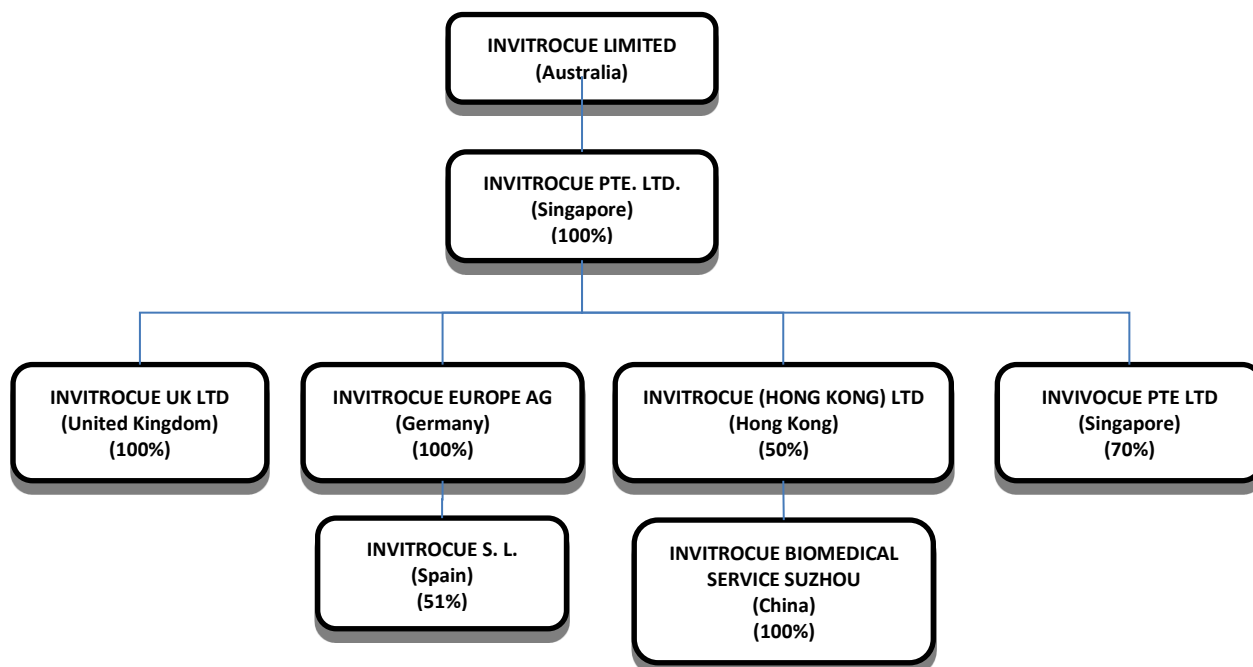 INVITROCUE LIMITED
(Australia)
INVITROCUE PTE. LTD.
(Singapore)
(100%)
INVITROCUE UK LTD
(United Kingdom)
(100%)
INVITROCUE EUROPE AG
(Germany)
(100%)
INVITROCUE (HONG KONG) LTD
(Hong Kong)
(50%)
INVIVOCUE PTE LTD
(Singapore)
(70%)
INVITROCUE S. L.
(Spain)
(51%)
INVITROCUE BIOMEDICAL
SERVICE SUZHOU
(China)
(100%)